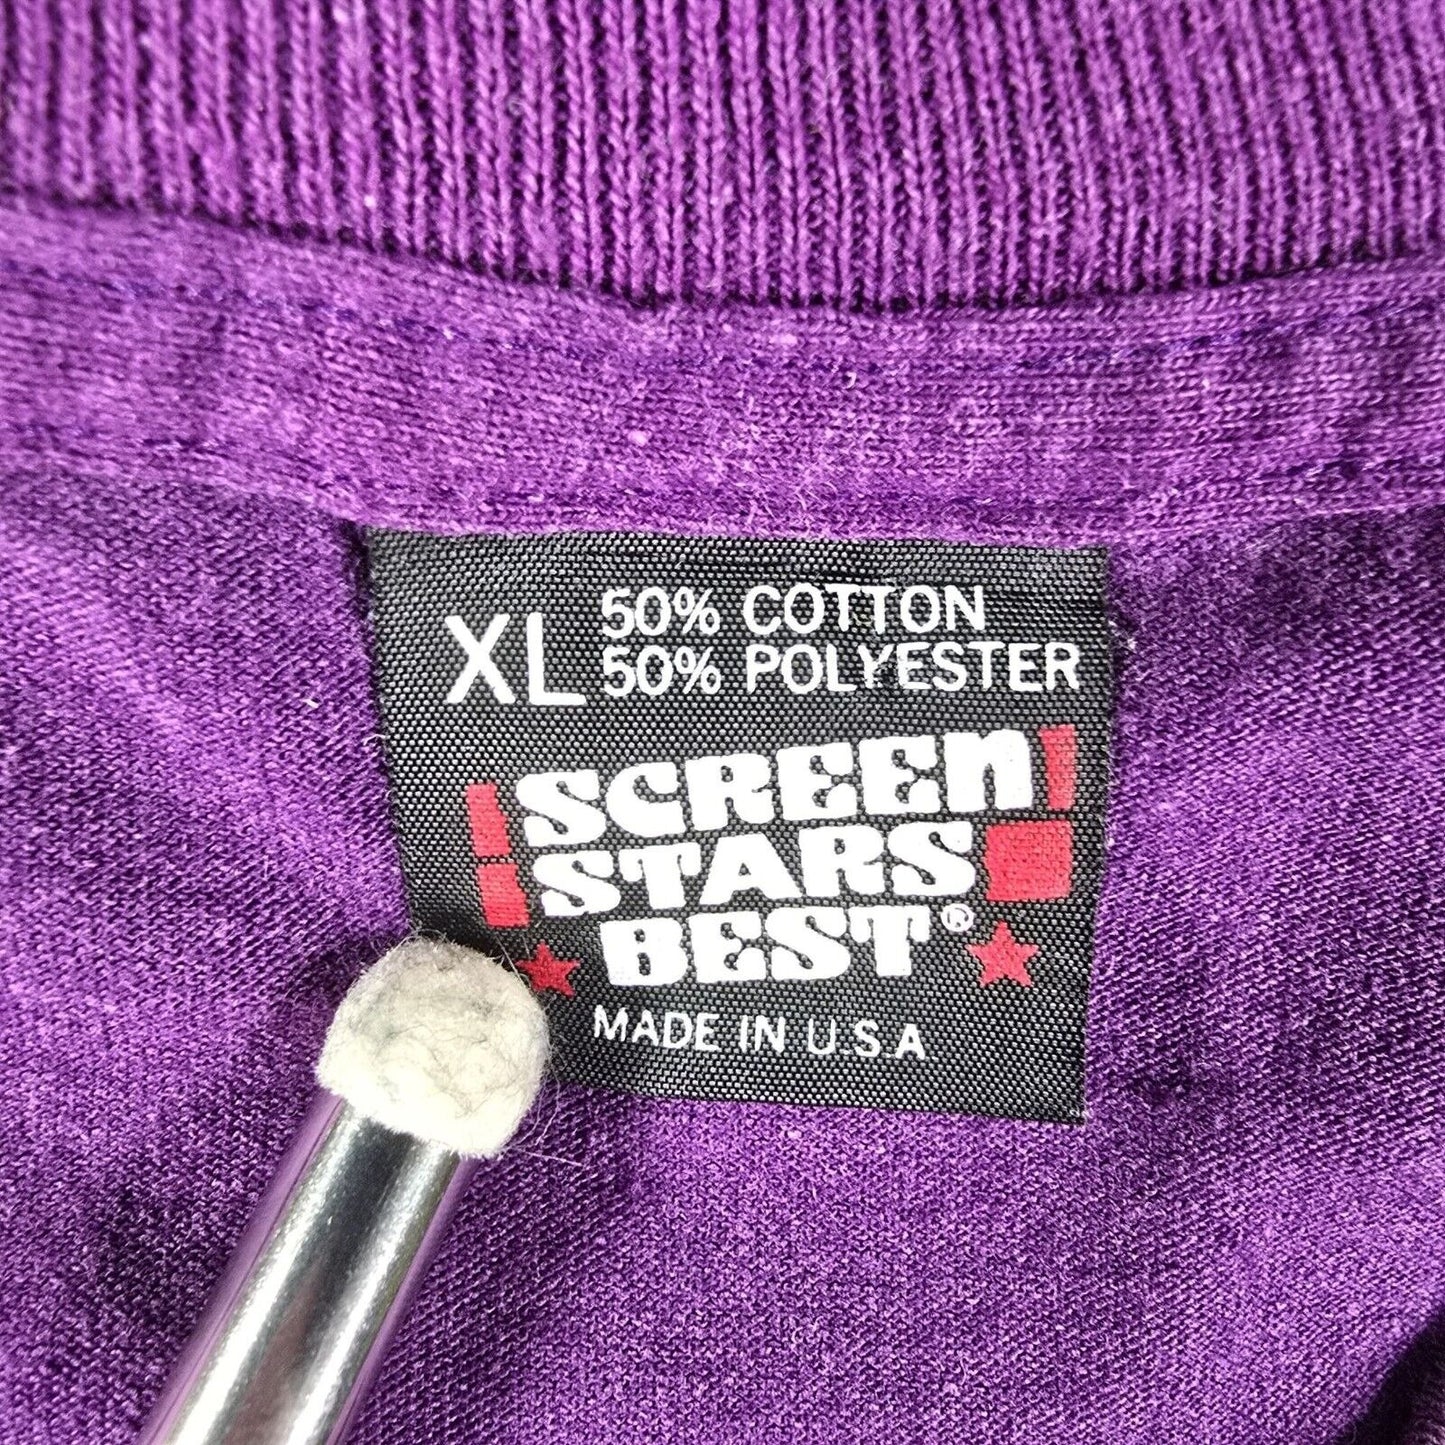 XL
50% COTTON
50% POLYESTER
SCREEN
STARS
BEST®
MADE IN U.S.A